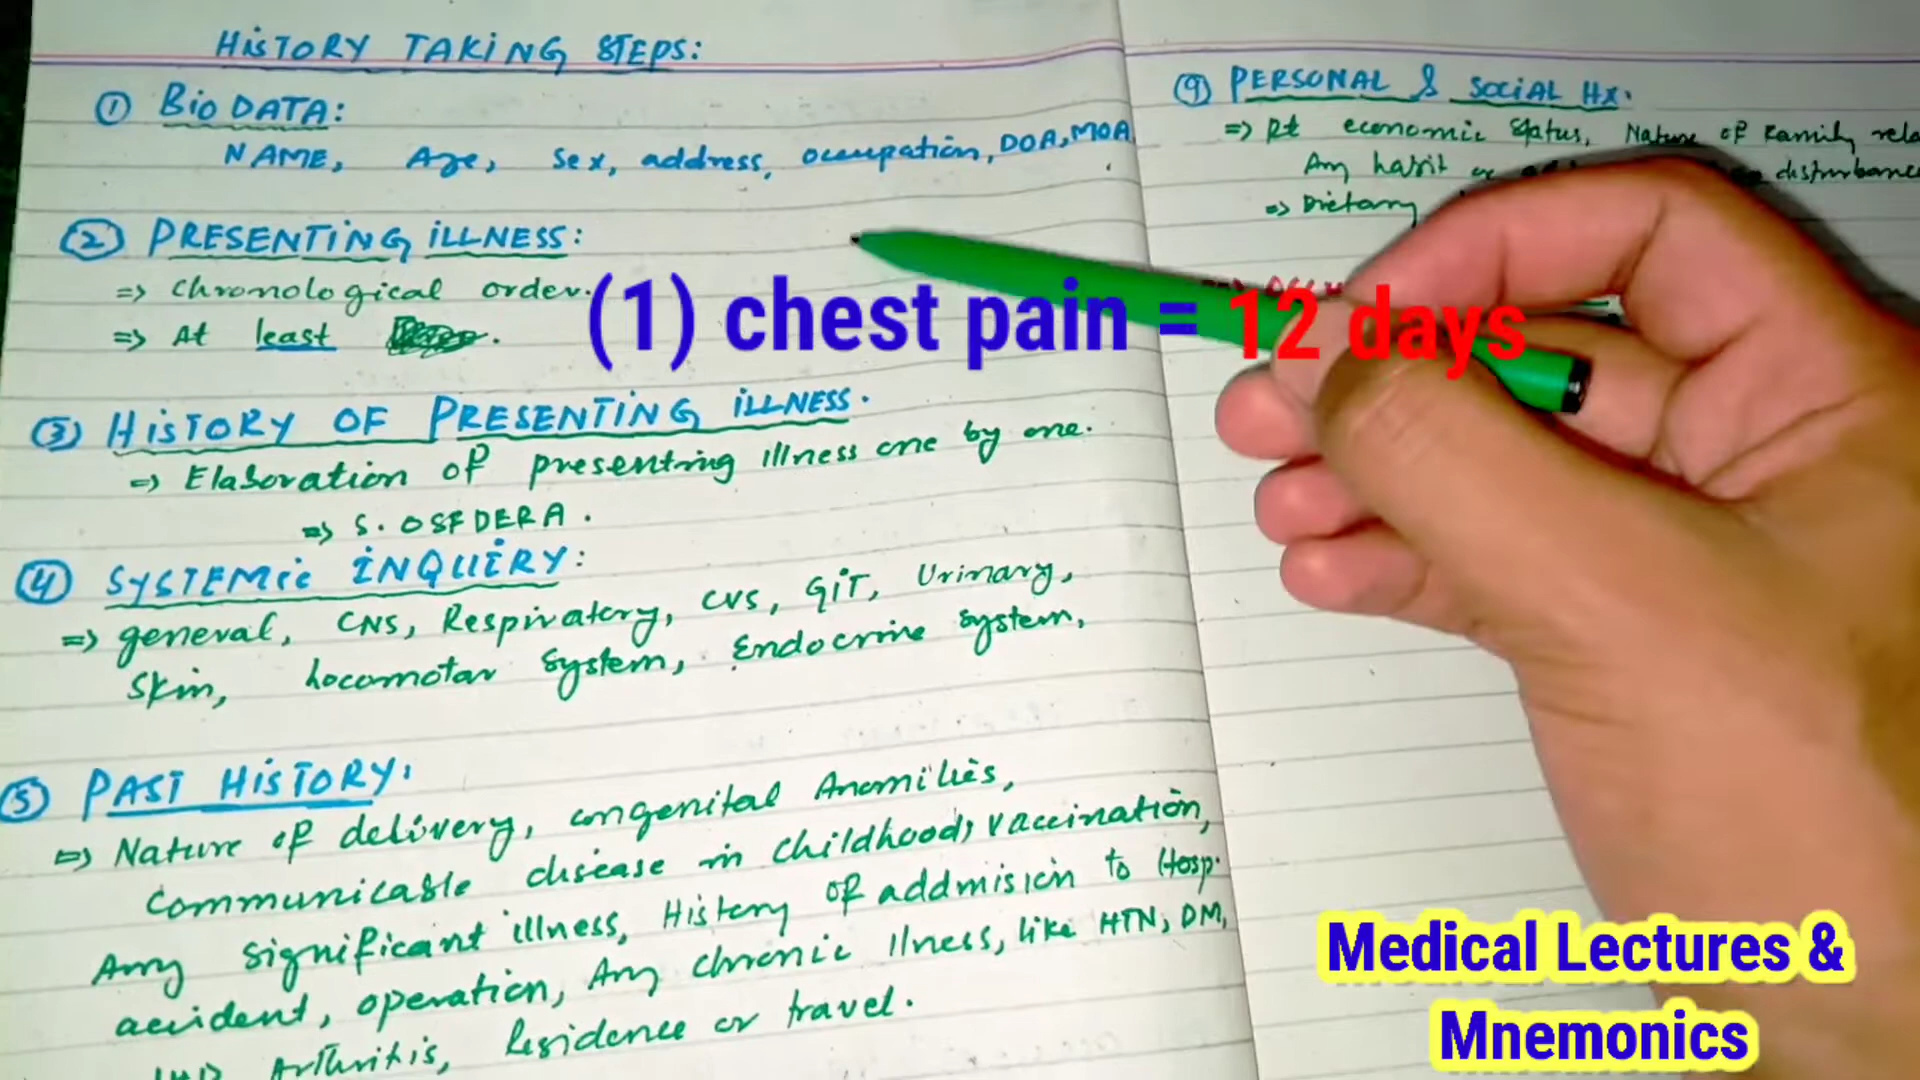 HISTORY TAKING STEPS:
① Bio DATA:
NAME, Age, Sex, address, occupation, DOA, MOA
② PRESENTING ILLNESS:
=> Chronological order.
=> At least .
(1) chest pain = 12 days
③ HISTORY OF PRESENTING ILLNESS.
=> Elaboration of presenting illness one by one.
=> S. OSFDERA.
④ SYSTEMIC INQUIRY:
=> general, CNS, Respiratory, CVS, GIT, Urinary,
Skin, Locomotar System, Endocrine System,
⑤ PAST HISTORY:
=> Nature of delivery, congenital Anomilies,
Communicable disease in childhood, vaccination,
Any significant illness, History of addmision to Hosp.
accident, operation, Any chronic illness, like HTN, DM,
Arthritis, Residence or travel.
⑨ PERSONAL & SOCIAL HX:
=> Pt economic status, Nature of Family rela
Any habit or disturbance
=> Dietary
Medical Lectures &
Mnemonics